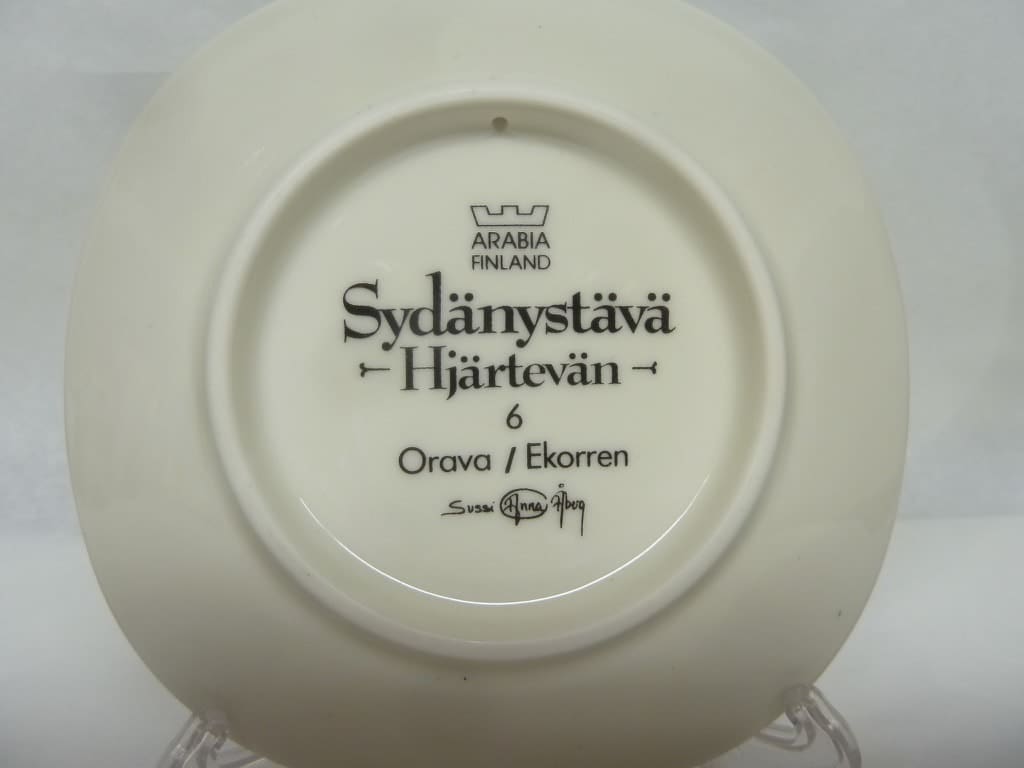 ARABIA
FINLAND
Sydänystävä
Hjärtevän
6
Orava / Ekorren
Sussi Anna Åberg